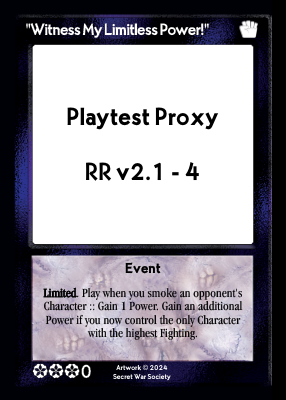 "Witness My Limitless Power!"
Playtest Proxy
RR v2.1 - 4
Event
Limited. Play when you smoke an opponent's
Character :: Gain 1 Power. Gain an additional
Power if you now control the only Character
with the highest Fighting.
0
Artwork © 2024
Secret War Society